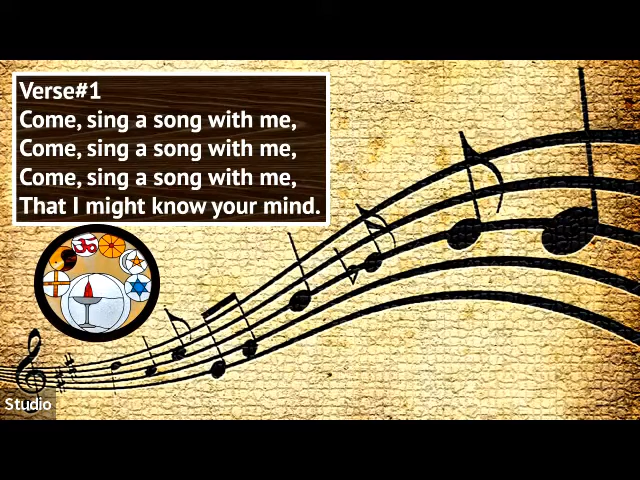 Verse#1
Come, sing a song with me,
Come, sing a song with me,
Come, sing a song with me,
That I might know your mind.
ॐ
Studio